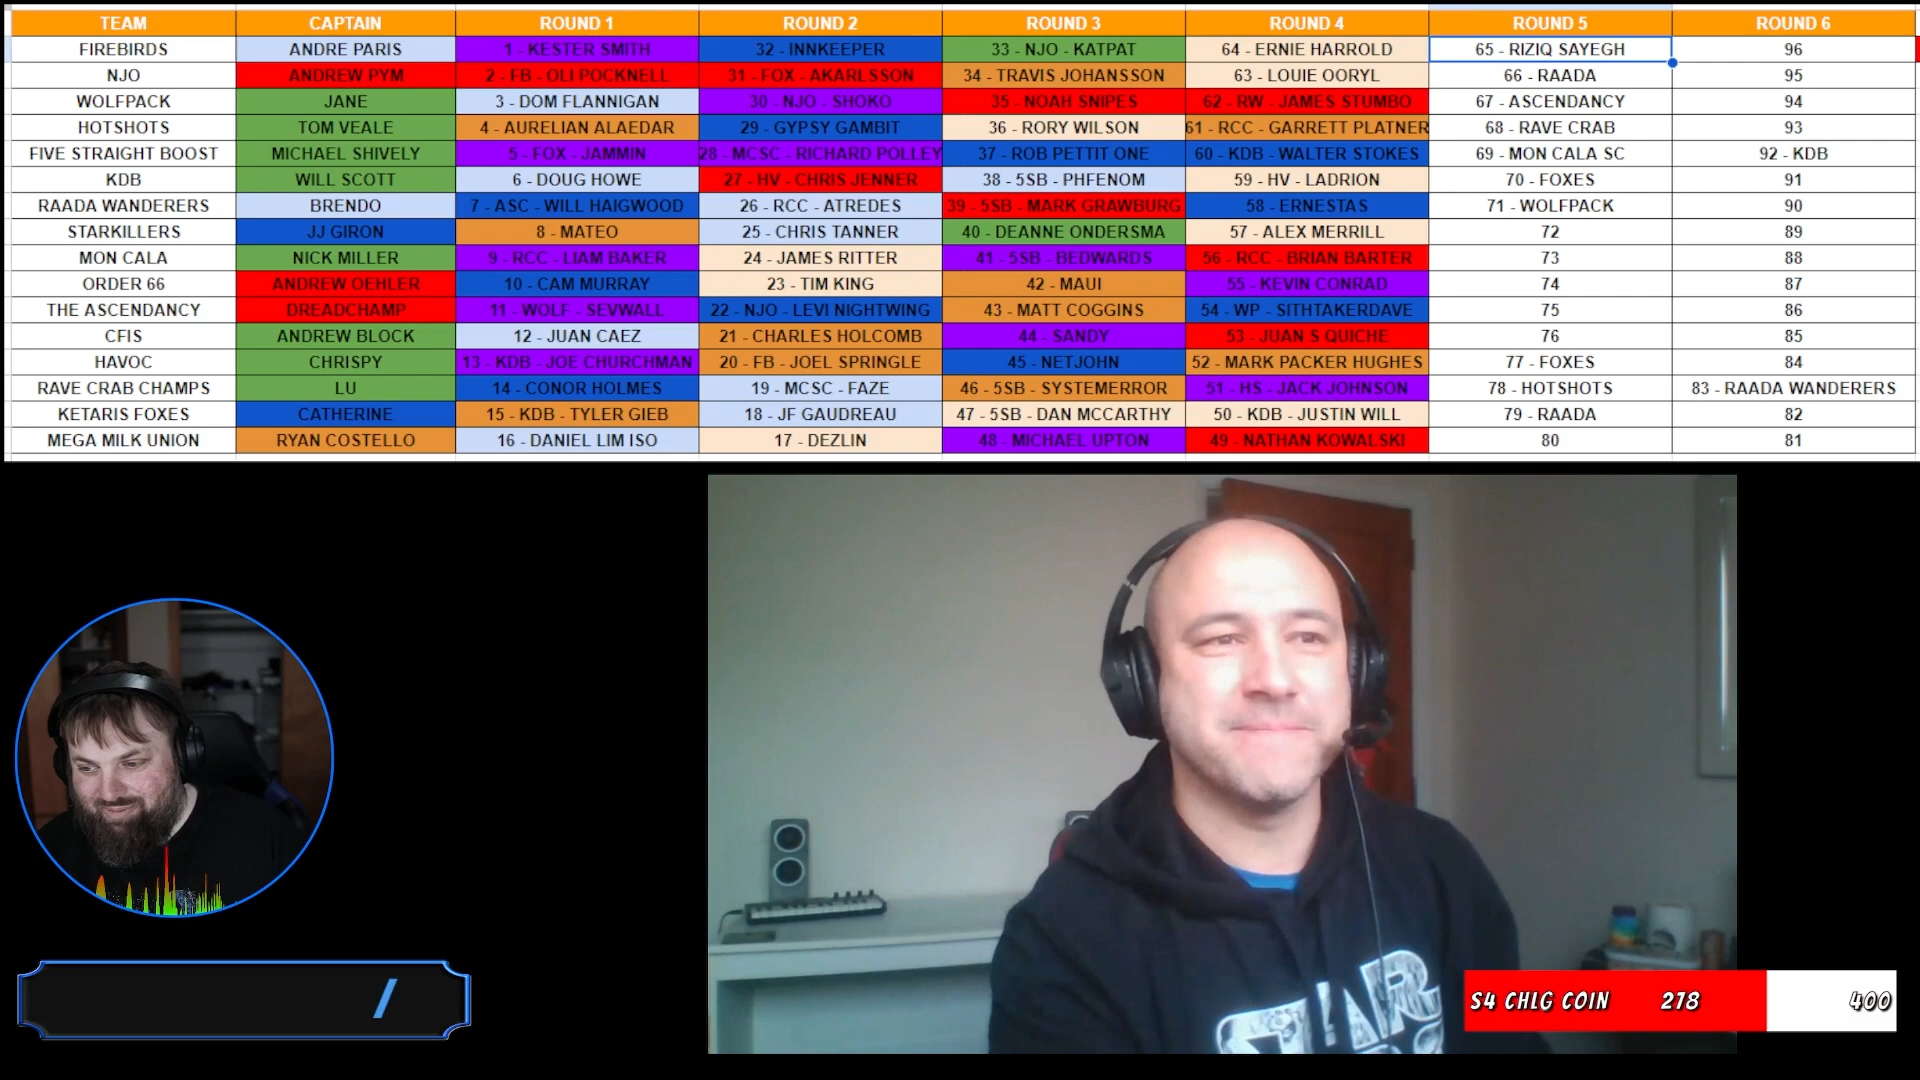 TEAM CAPTAIN ROUND 1 ROUND 2 ROUND 3 ROUND 4 ROUND 5 ROUND 6
FIREBIRDS ANDRE PARIS 1 - KESTER SMITH 32 - INNKEEPER 33 - NJO - KATPAT 64 - ERNIE HARROLD 65 - RIZIQ SAYEGH 96
NJO ANDREW PYM 2 - FB - OLI POCKNELL 31 - FOX - AKARLSSON 34 - TRAVIS JOHANSSON 63 - LOUIE OORYL 66 - RAADA 95
WOLFPACK JANE 3 - DOM FLANNIGAN 30 - NJO - SHOKO 35 - NOAH SNIPES 62 - RW - JAMES STUMBO 67 - ASCENDANCY 94
HOTSHOTS TOM VEALE 4 - AURELIAN ALAEDAR 29 - GYPSY GAMBIT 36 - RORY WILSON 61 - RCC - GARRETT PLATNER 68 - RAVE CRAB 93
FIVE STRAIGHT BOOST MICHAEL SHIVELY 5 - FOX - JAMMIN 28 - MCSC - RICHARD POLLEY 37 - ROB PETTIT ONE 60 - KDB - WALTER STOKES 69 - MON CALA SC 92 - KDB
KDB WILL SCOTT 6 - DOUG HOWE 27 - HV - CHRIS JENNER 38 - 5SB - PHFENOM 59 - HV - LADRION 70 - FOXES 91
RAADA WANDERERS BRENDO 7 - ASC - WILL HAIGWOOD 26 - RCC - ATREDES 39 - 5SB - MARK GRAWBURG 58 - ERNESTAS 71 - WOLFPACK 90
STARKILLERS JJ GIRON 8 - MATEO 25 - CHRIS TANNER 40 - DEANNE ONDERSMA 57 - ALEX MERRILL 72 89
MON CALA NICK MILLER 9 - RCC - LIAM BAKER 24 - JAMES RITTER 41 - 5SB - BEDWARDS 56 - RCC - BRIAN BARTER 73 88
ORDER 66 ANDREW OEHLER 10 - CAM MURRAY 23 - TIM KING 42 - MAUI 55 - KEVIN CONRAD 74 87
THE ASCENDANCY DREADCHAMP 11 - WOLF - SEVWALL 22 - NJO - LEVI NIGHTWING 43 - MATT COGGINS 54 - WP - SITHTAKERDAVE 75 86
CFIS ANDREW BLOCK 12 - JUAN CAEZ 21 - CHARLES HOLCOMB 44 - SANDY 53 - JUAN S QUICHE 76 85
HAVOC CHRISPY 13 - KDB - JOE CHURCHMAN 20 - FB - JOEL SPRINGLE 45 - NETJOHN 52 - MARK PACKER HUGHES 77 - FOXES 84
RAVE CRAB CHAMPS LU 14 - CONOR HOLMES 19 - MCSC - FAZE 46 - 5SB - SYSTEMERROR 51 - HS - JACK JOHNSON 78 - HOTSHOTS 83 - RAADA WANDERERS
KETARIS FOXES CATHERINE 15 - KDB - TYLER GIEB 18 - JF GAUDREAU 47 - 5SB - DAN MCCARTHY 50 - KDB - JUSTIN WILL 79 - RAADA 82
MEGA MILK UNION RYAN COSTELLO 16 - DANIEL LIM ISO 17 - DEZLIN 48 - MICHAEL UPTON 49 - NATHAN KOWALSKI 80 81
/
STAR
S4 CHLG COIN 278 400